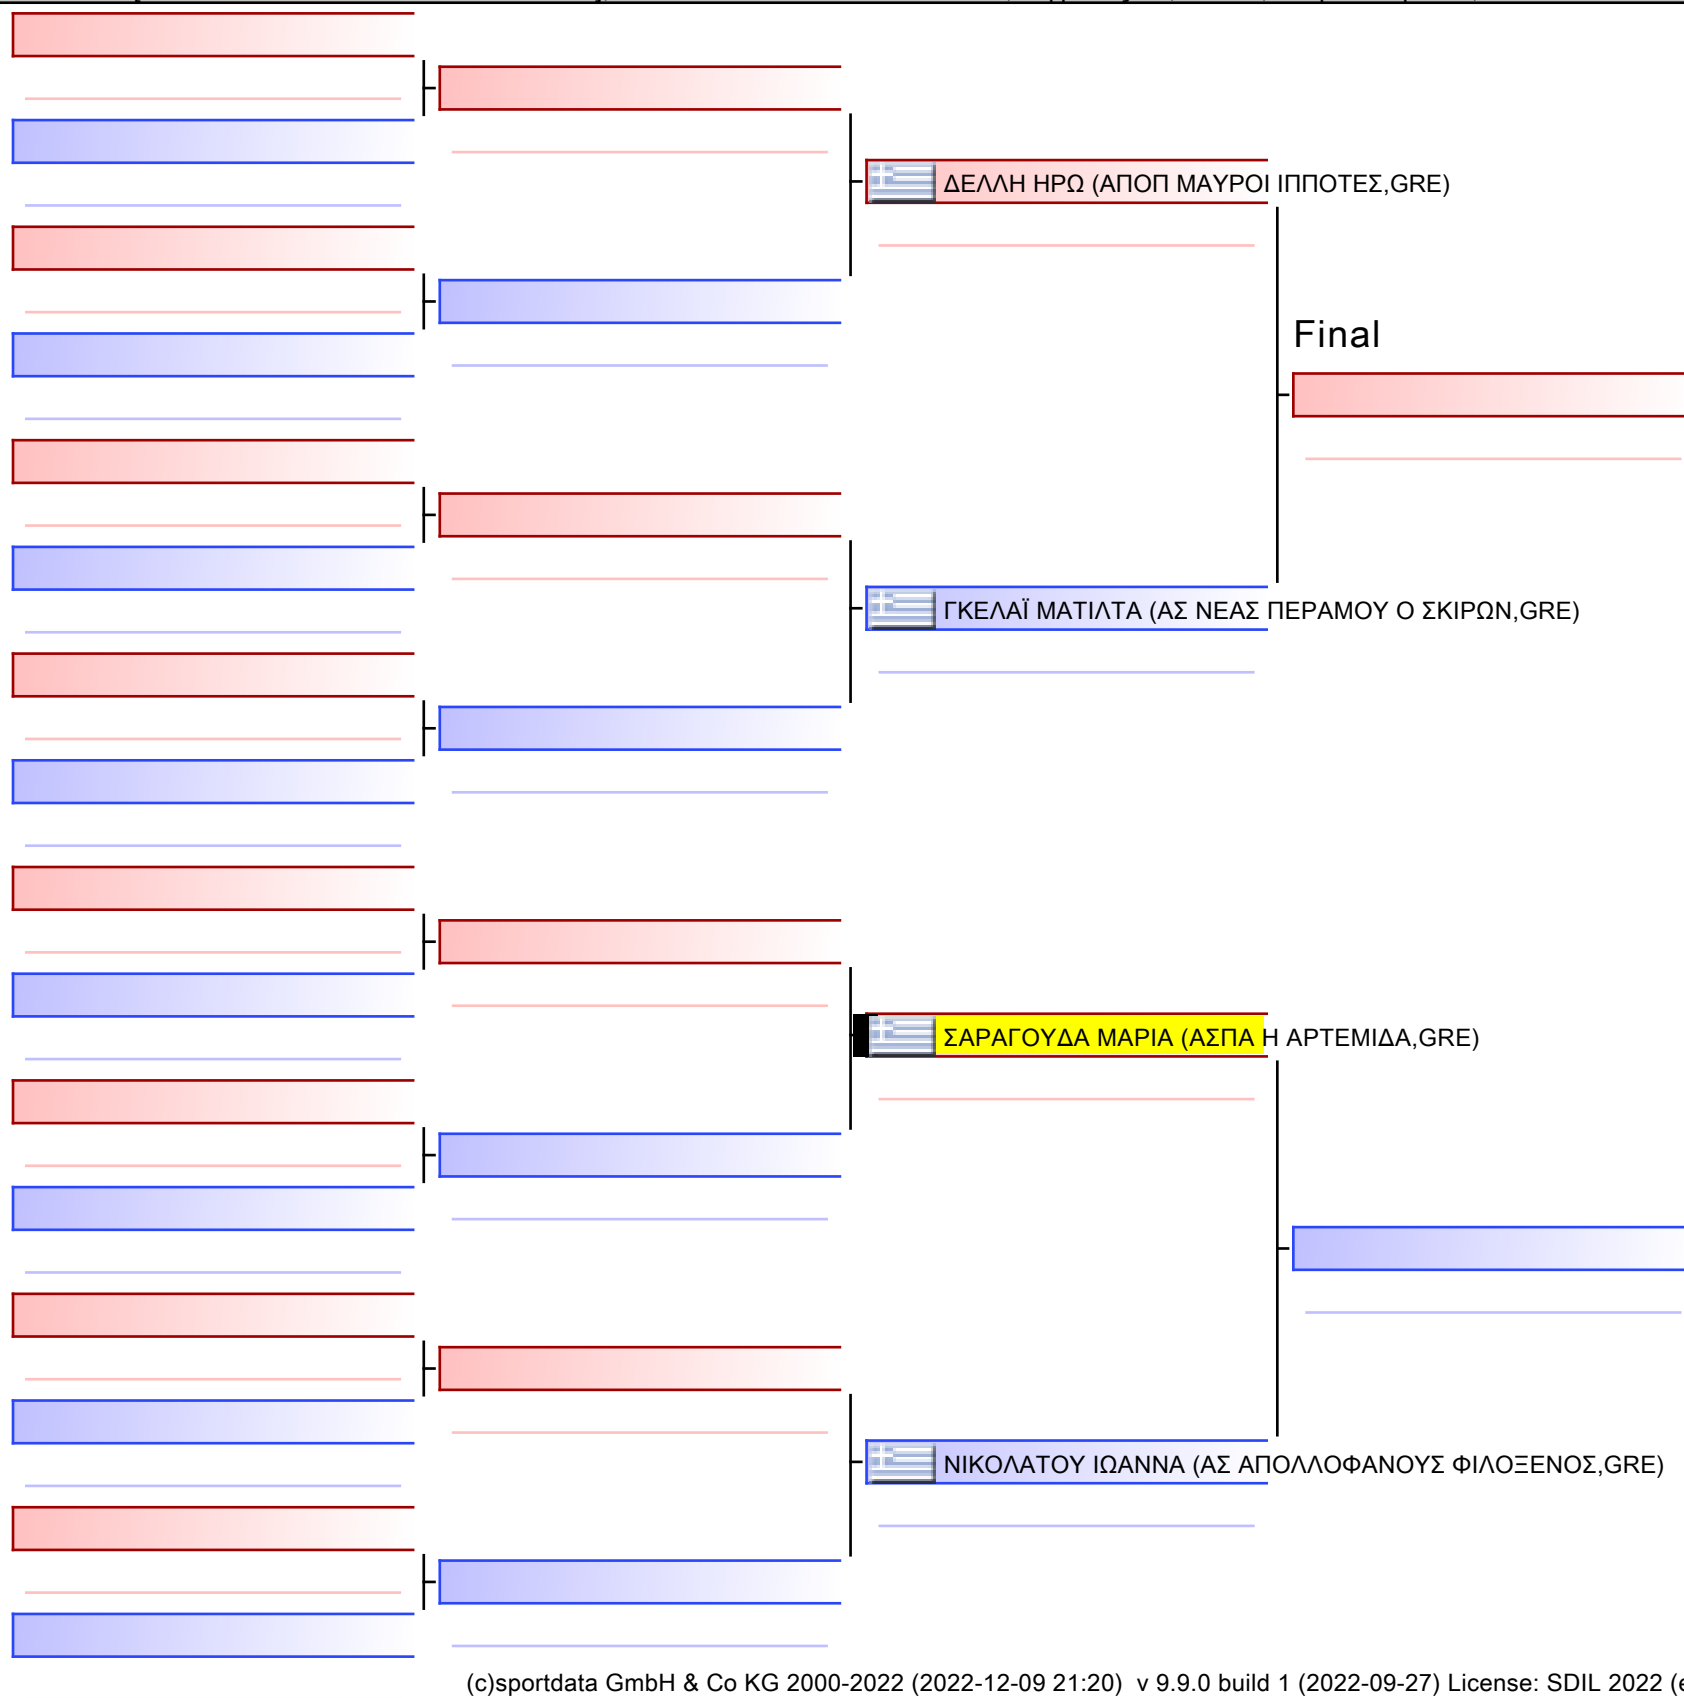 ΔΕΛΛΗ ΗΡΩ (ΑΠΟΠ ΜΑΥΡΟΙ ΙΠΠΟΤΕΣ,GRE)
Final
ΓΚΕΛΑΪ ΜΑΤΙΛΤΑ (ΑΣ ΝΕΑΣ ΠΕΡΑΜΟΥ Ο ΣΚΙΡΩΝ,GRE)
ΣΑΡΑΓΟΥΔΑ ΜΑΡΙΑ (ΑΣΠΑ Η ΑΡΤΕΜΙΔΑ,GRE)
ΝΙΚΟΛΑΤΟΥ ΙΩΑΝΝΑ (ΑΣ ΑΠΟΛΛΟΦΑΝΟΥΣ ΦΙΛΟΞΕΝΟΣ,GRE)
(c)sportdata GmbH & Co KG 2000-2022 (2022-12-09 21:20) v 9.9.0 build 1 (2022-09-27) License: SDIL 2022 (